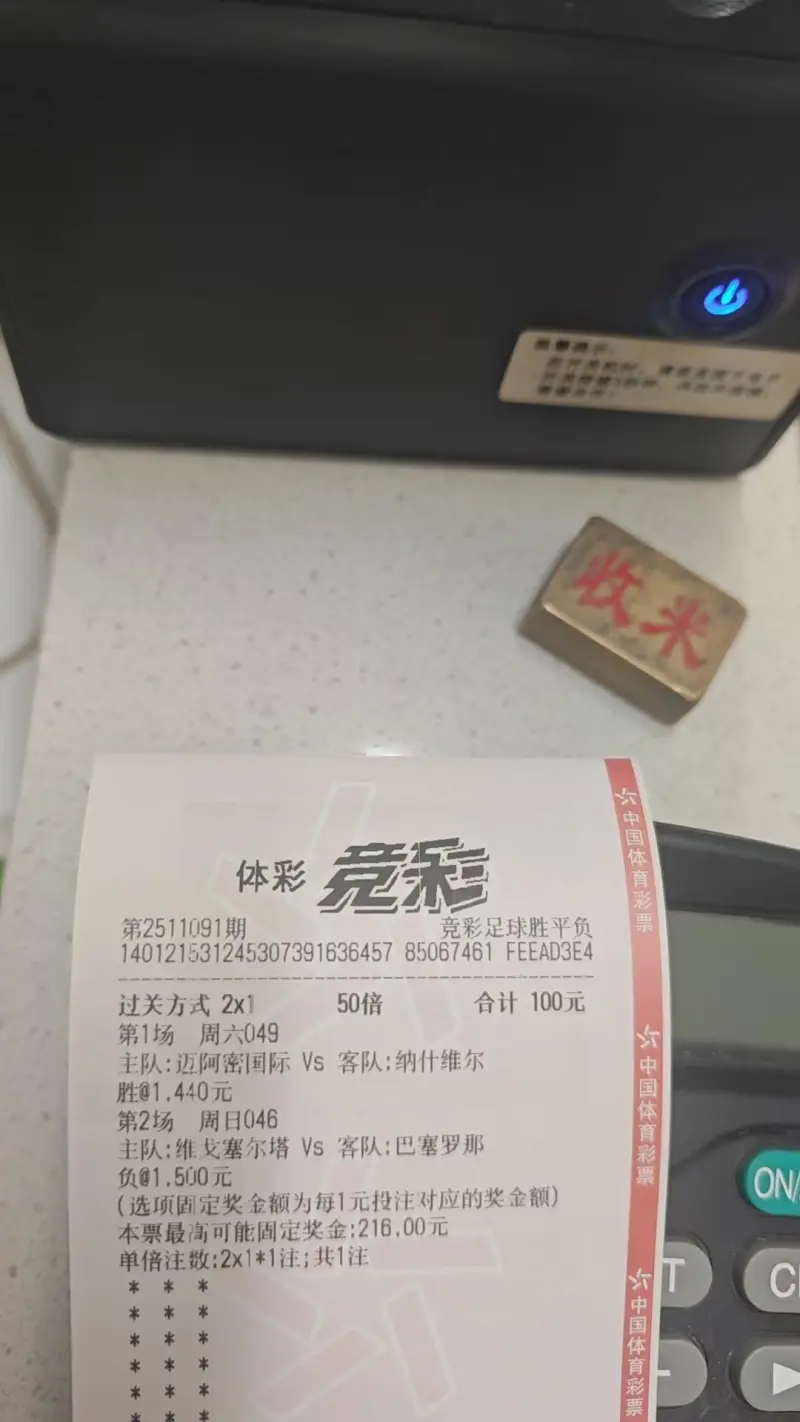 收米
体彩 竞彩
第2511091期 竞彩足球胜平负
140121531245307391636457 85067461 FEEAD3E4
过关方式 2x1 50倍 合计 100元
第1场 周六049
主队:迈阿密国际 Vs 客队:纳什维尔
胜@1.440元
第2场 周日046
主队:维戈塞尔塔 Vs 客队:巴塞罗那
负@1.500元
(选项固定奖金额为每1元投注对应的奖金额)
本票最高可能固定奖金:216.00元
单倍注数:2x1*1注;共1注
* * *
* * *
* * *
* * *
* * *
* * *
中国体育彩票
中国体育彩票
中国体育彩票
ON/
T